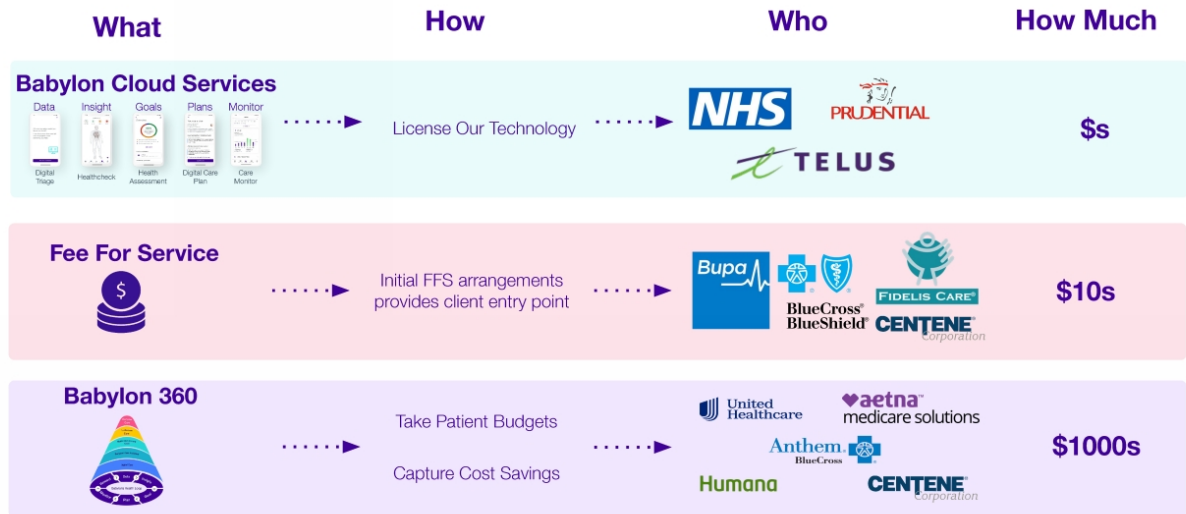 What
How
Who
How Much
Babylon Cloud Services
Data
Insight
Goals
Plans
Monitor
Digital
Triage
Healthcheck
Health
Assessment
Digital Care
Plan
Care
Monitor
License Our Technology
NHS
PRUDENTIAL
TELUS
$s
Fee For Service
$
Initial FFS arrangements
provides client entry point
Bupa
BlueCross®
BlueShield®
FIDELIS CARE®
CENTENE™
Corporation
$10s
Babylon 360
Take Patient Budgets
Capture Cost Savings
United
Healthcare
aetna™
medicare solutions
Anthem.
BlueCross
Humana
CENTENE™
Corporation
$1000s